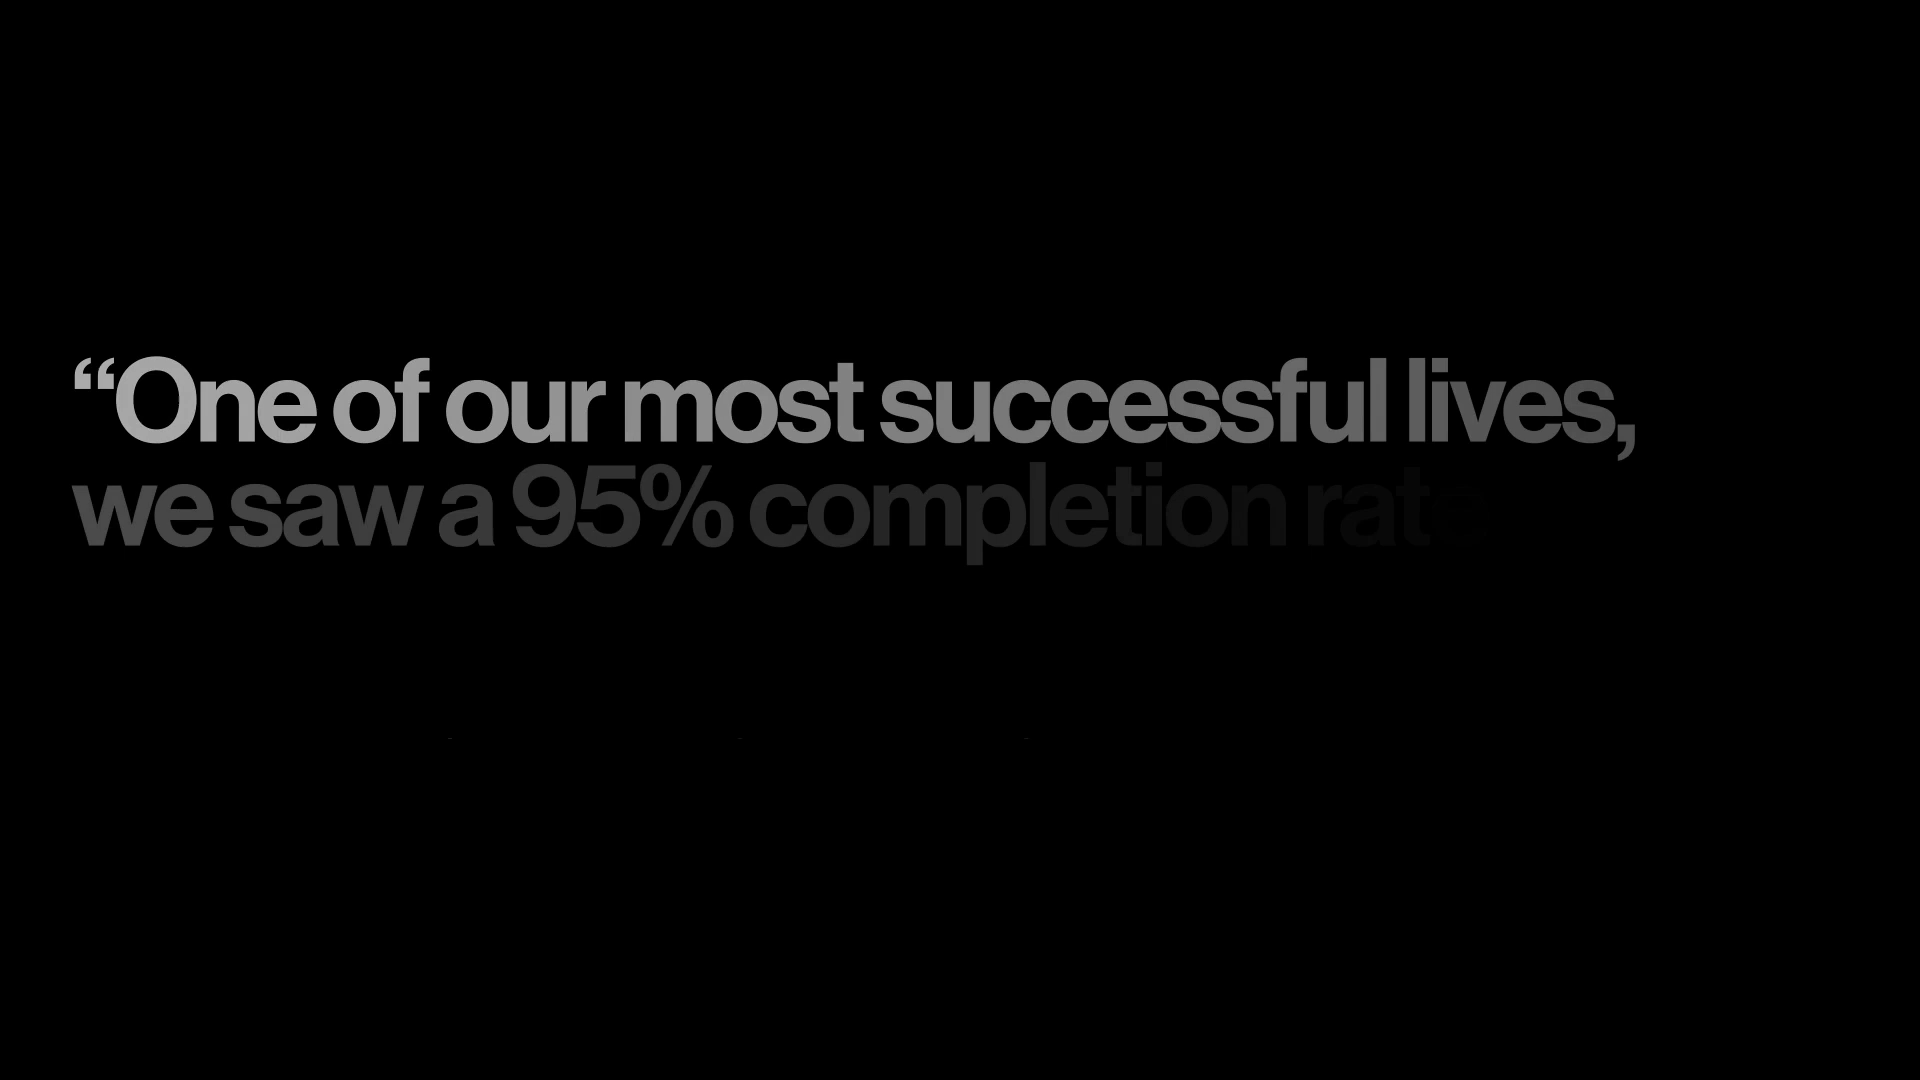 “One of our most successful lives,
we saw a 95% completion rate